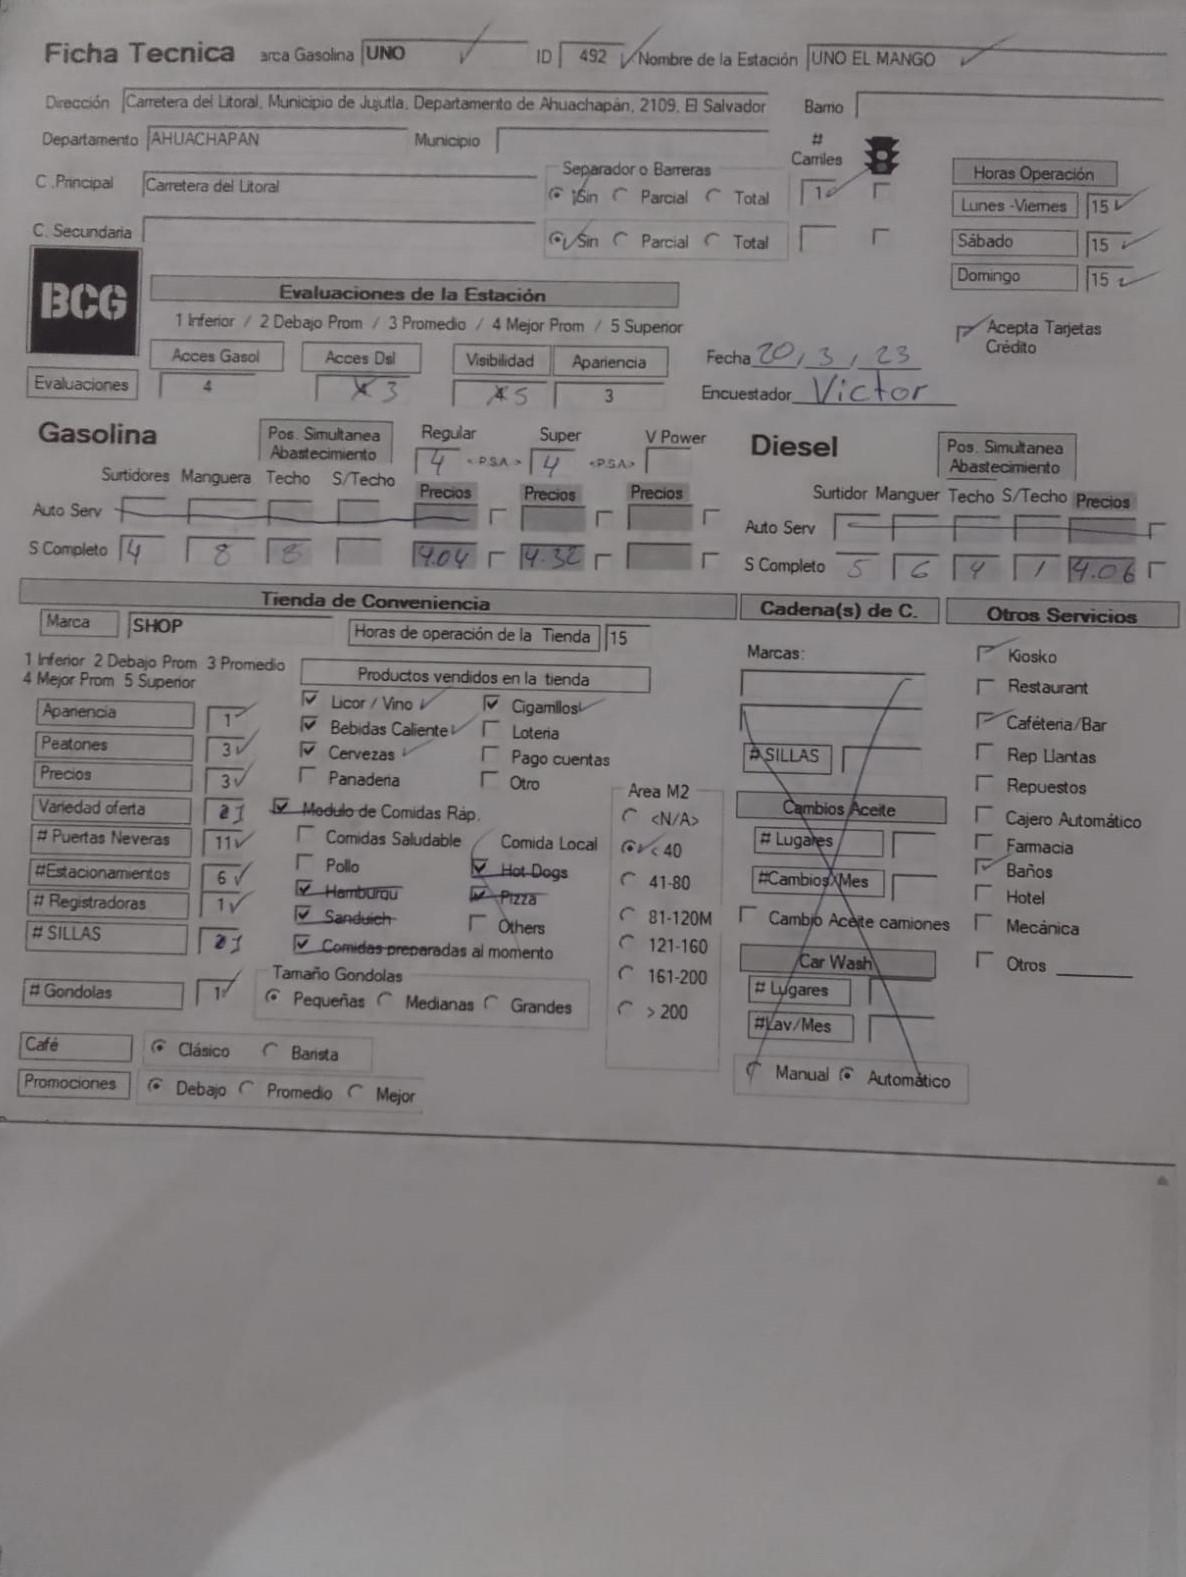 Ficha Tecnica arca Gasolina UNO ID 492 Nombre de la Estación UNO EL MANGO
Dirección Carretera del Litoral, Municipio de Jujutla, Departamento de Ahuachapán, 2109, El Salvador Barrio
Departamento AHUACHAPAN Municipio # Carriles
C .Principal Carretera del Litoral Separador o Barreras Sin Parcial Total 1
C. Secundaria Sin Parcial Total
Horas Operación
Lunes -Viernes 15
Sábado 15
Domingo 15
Acepta Tarjetas Crédito
BCG
Evaluaciones de la Estación
1 Inferior / 2 Debajo Prom / 3 Promedio / 4 Mejor Prom / 5 Superior
Acces Gasol Acces Dsl Visibilidad Apariencia
Evaluaciones 4 3 5 3
Fecha 20, 3, 23
Encuestador Victor
Gasolina Pos. Simultanea Abastecimiento Regular Super V Power
4 <P.S.A.> 4 <P.S.A>
Surtidores Manguera Techo S/Techo Precios Precios Precios
Auto Serv
S Completo 4 8 8 4.04 4.32
Diesel Pos. Simultanea Abastecimiento
Surtidor Manguer Techo S/Techo Precios
Auto Serv
S Completo 5 6 4 1 4.06
Tienda de Conveniencia
Marca SHOP Horas de operación de la Tienda 15
1 Inferior 2 Debajo Prom 3 Promedio
4 Mejor Prom 5 Superior
Apariencia 1
Peatones 3
Precios 3
Variedad oferta
# Puertas Neveras 11
#Estacionamientos 6
# Registradoras 1
# SILLAS
# Gondolas 1
Productos vendidos en la tienda
Licor / Vino Cigarrillos
Bebidas Caliente Loteria
Cervezas Pago cuentas
Panaderia Otro
Modulo de Comidas Ráp.
Comidas Saludable Comida Local
Pollo Hot Dogs
Hamburgu Pizza
Sanduich Others
Comidas preparadas al momento
Tamaño Gondolas
Pequeñas Medianas Grandes
Area M2
<N/A>
< 40
41-80
81-120M
121-160
161-200
> 200
Café Clásico Barista
Promociones Debajo Promedio Mejor
Cadena(s) de C.
Marcas:
# SILLAS
Cambios Aceite
# Lugares
#Cambios/Mes
Cambio Aceite camiones
Car Wash
# Lugares
#Lav/Mes
Manual Automático
Otros Servicios
Kiosko
Restaurant
Caféteria/Bar
Rep Llantas
Repuestos
Cajero Automático
Farmacia
Baños
Hotel
Mecánica
Otros